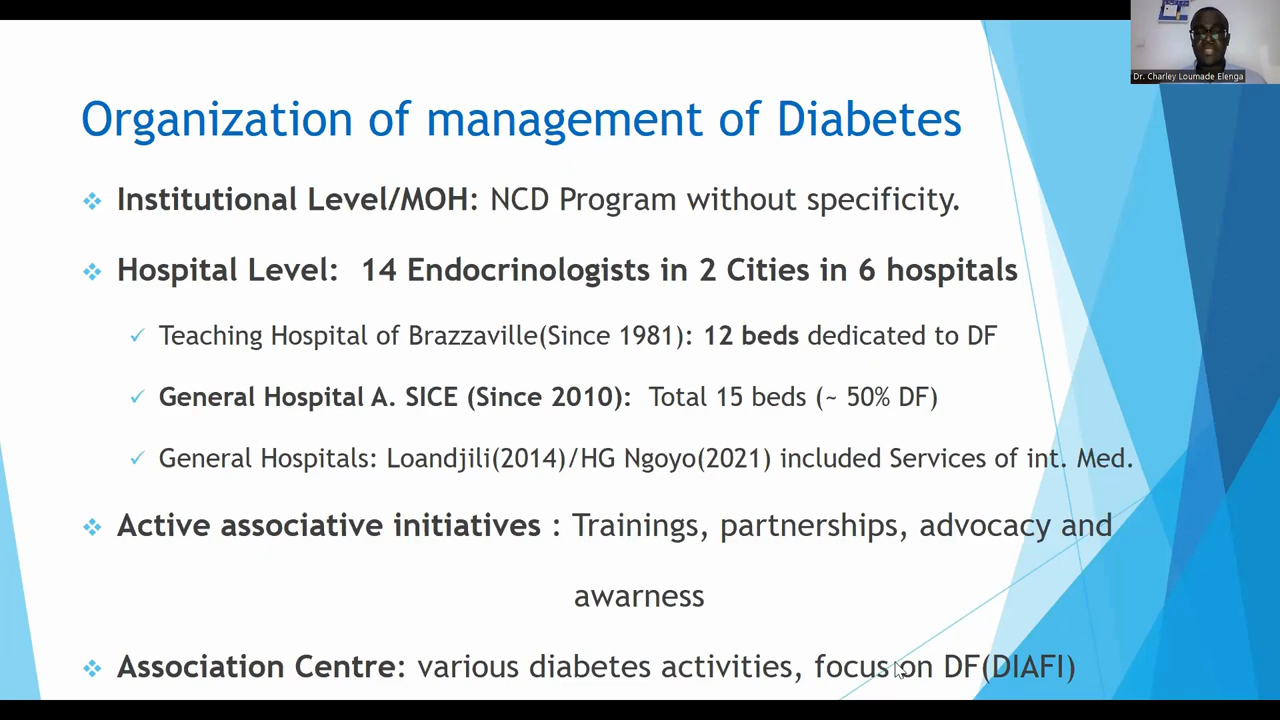 Dr. Charley Loumade Elenga
Organization of management of Diabetes
Institutional Level/MOH: NCD Program without specificity.
Hospital Level: 14 Endocrinologists in 2 Cities in 6 hospitals
Teaching Hospital of Brazzaville(Since 1981): 12 beds dedicated to DF
General Hospital A. SICE (Since 2010): Total 15 beds (~ 50% DF)
General Hospitals: Loandjili(2014)/HG Ngoyo(2021) included Services of int. Med.
Active associative initiatives : Trainings, partnerships, advocacy and
awarness
Association Centre: various diabetes activities, focus on DF(DIAFI)